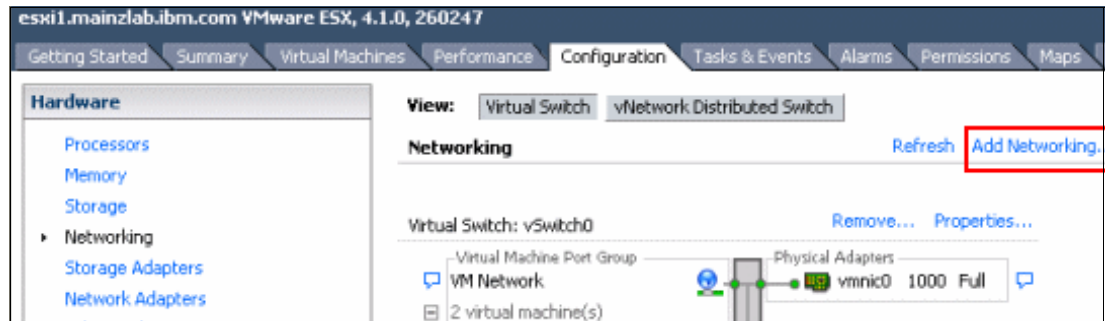 esxi1.mainzlab.ibm.com VMware ESX, 4.1.0, 260247
Getting Started Summary Virtual Machines Performance Configuration Tasks & Events Alarms Permissions Maps
Hardware
Processors
Memory
Storage
Networking
Storage Adapters
Network Adapters
View: Virtual Switch vNetwork Distributed Switch
Networking Refresh Add Networking..
Virtual Switch: vSwitch0 Remove... Properties...
Virtual Machine Port Group Physical Adapters
VM Network vmnic0 1000 Full
2 virtual machine(s)